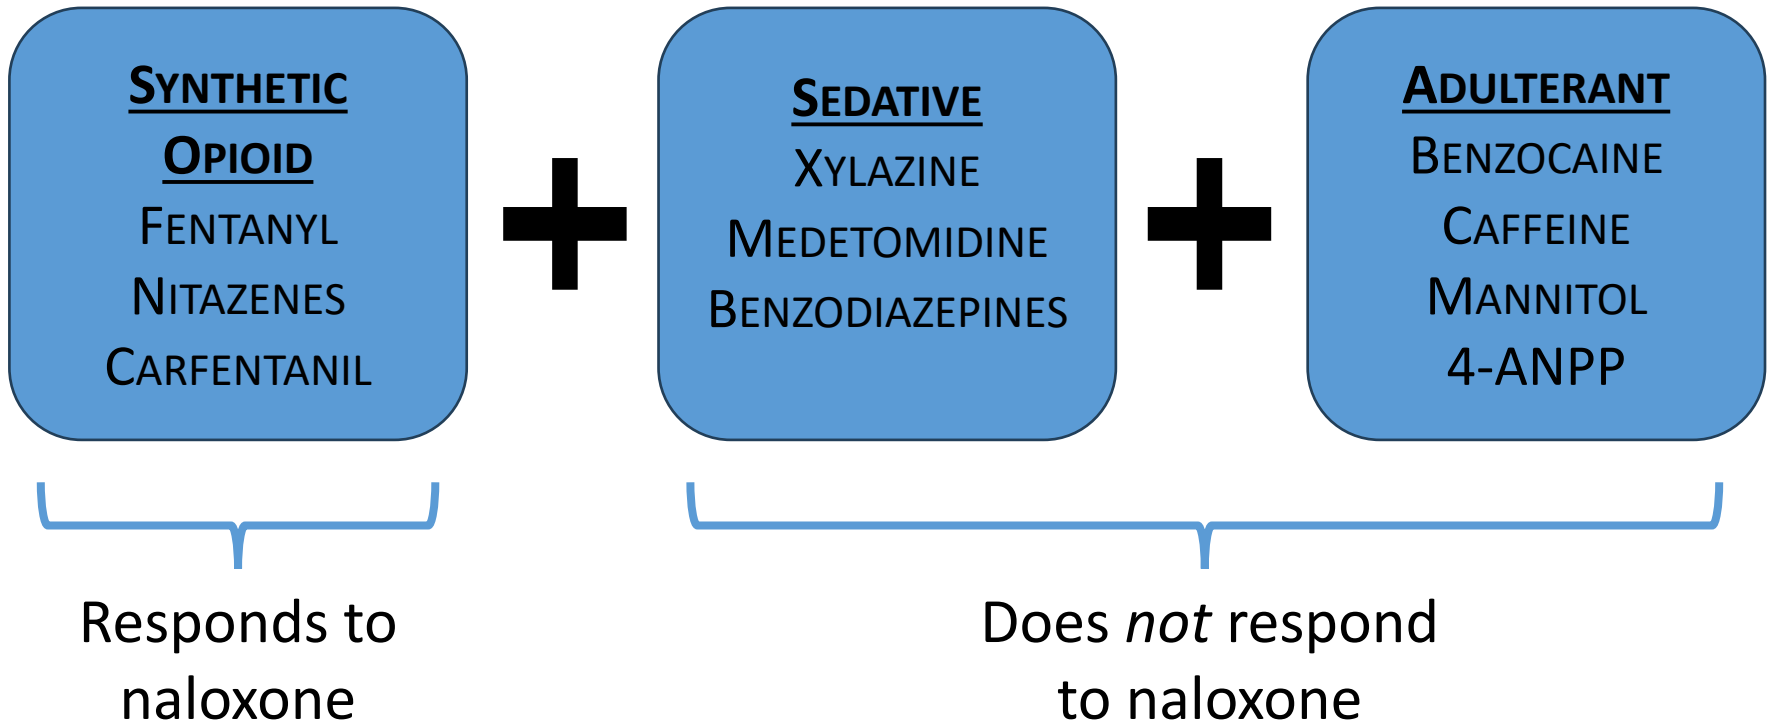 Synthetic
Opioid
Fentanyl
Nitazenes
Carfentanil
Sedative
Xylazine
Medetomidine
Benzodiazepines
Adulterant
Benzocaine
Caffeine
Mannitol
4-ANPP
Responds to
naloxone
Does not respond
to naloxone